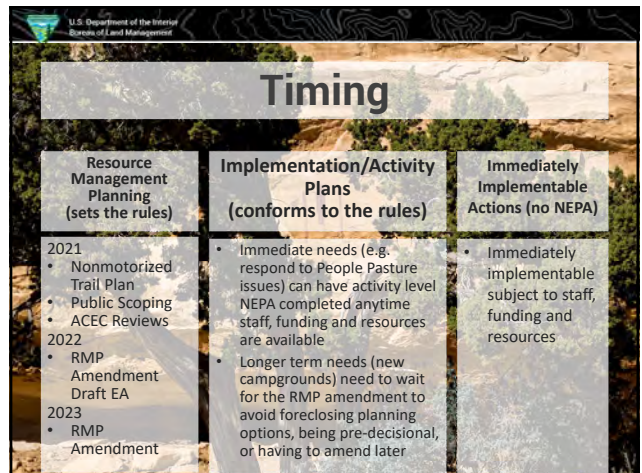 U.S. Department of the Interior
Bureau of Land Management
Timing
Resource
Management
Planning
(sets the rules)
2021
• Nonmotorized
Trail Plan
• Public Scoping
• ACEC Reviews
2022
• RMP
Amendment
Draft EA
2023
• RMP
Amendment
Implementation/Activity
Plans
(conforms to the rules)
• Immediate needs (e.g.
respond to People Pasture
issues) can have activity level
NEPA completed anytime
staff, funding and resources
are available
• Longer term needs (new
campgrounds) need to wait
for the RMP amendment to
avoid foreclosing planning
options, being pre-decisional,
or having to amend later
Immediately
Implementable
Actions (no NEPA)
• Immediately
implementable
subject to staff,
funding and
resources